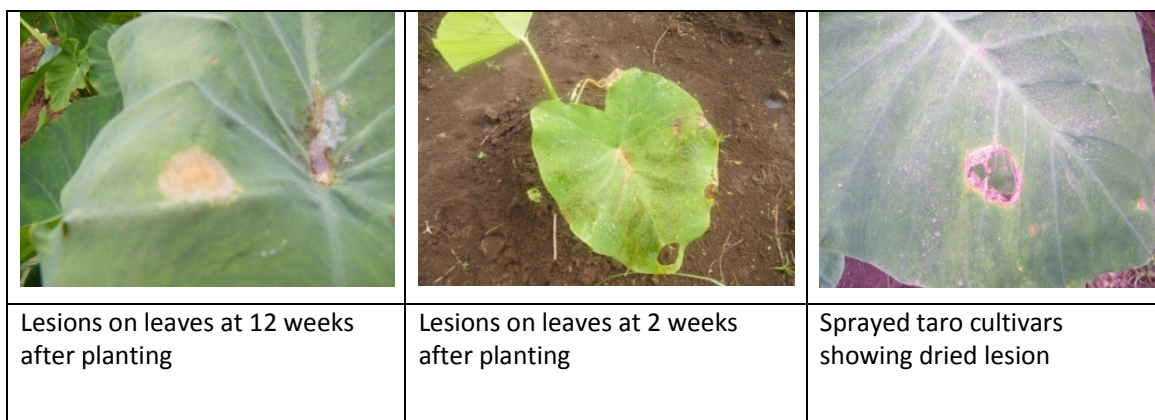 Lesions on leaves at 12 weeks
after planting
Lesions on leaves at 2 weeks
after planting
Sprayed taro cultivars
showing dried lesion